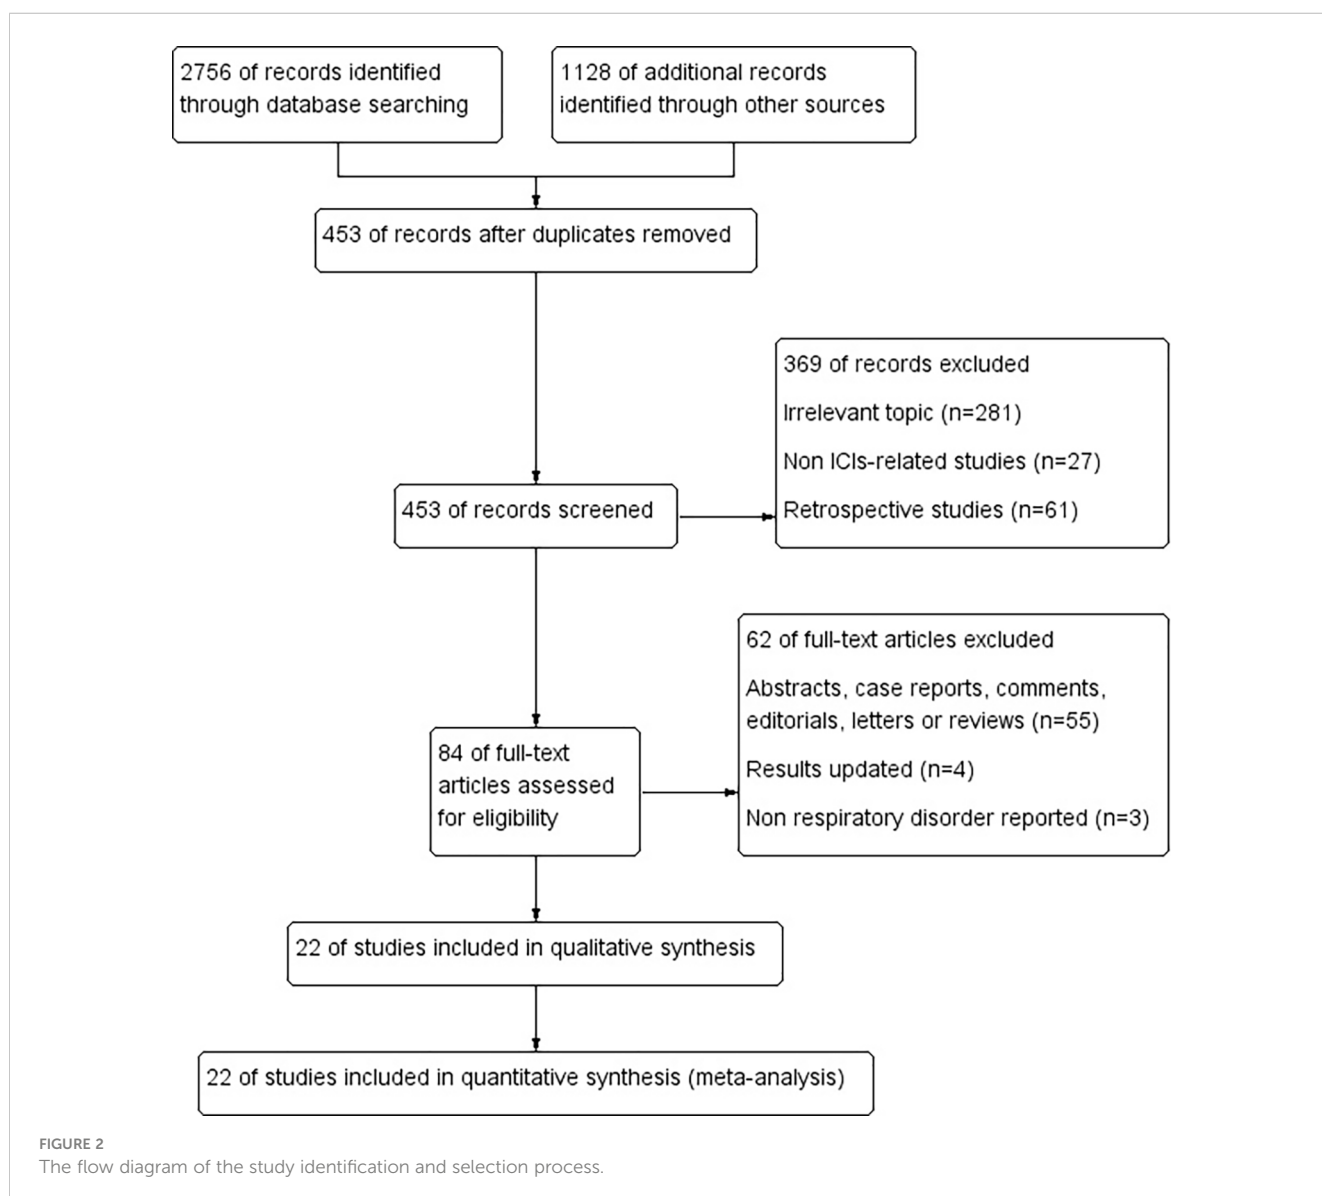 2756 of records identified
through database searching
1128 of additional records
identified through other sources
453 of records after duplicates removed
369 of records excluded
Irrelevant topic (n=281)
Non ICIs-related studies (n=27)
Retrospective studies (n=61)
453 of records screened
62 of full-text articles excluded
Abstracts, case reports, comments,
editorials, letters or reviews (n=55)
Results updated (n=4)
Non respiratory disorder reported (n=3)
84 of full-text
articles assessed
for eligibility
22 of studies included in qualitative synthesis
22 of studies included in quantitative synthesis (meta-analysis)
FIGURE 2
The flow diagram of the study identification and selection process.